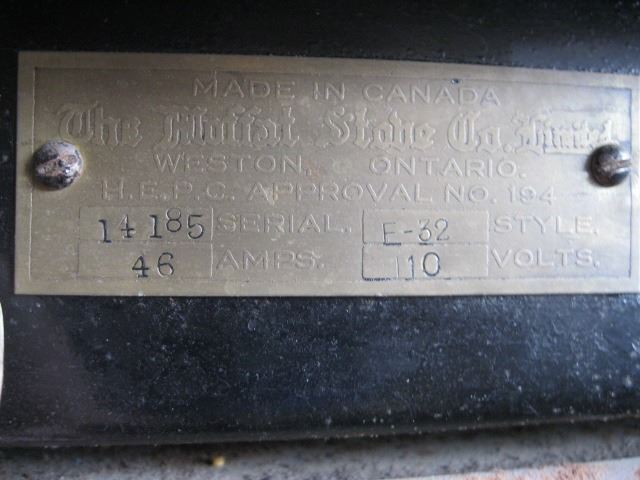 MADE IN CANADA
The Moffat Stove Co. Limited
WESTON, ONTARIO.
H.E.P.C. APPROVAL NO. 194
14185 SERIAL. E-32 STYLE.
46 AMPS. 110 VOLTS.